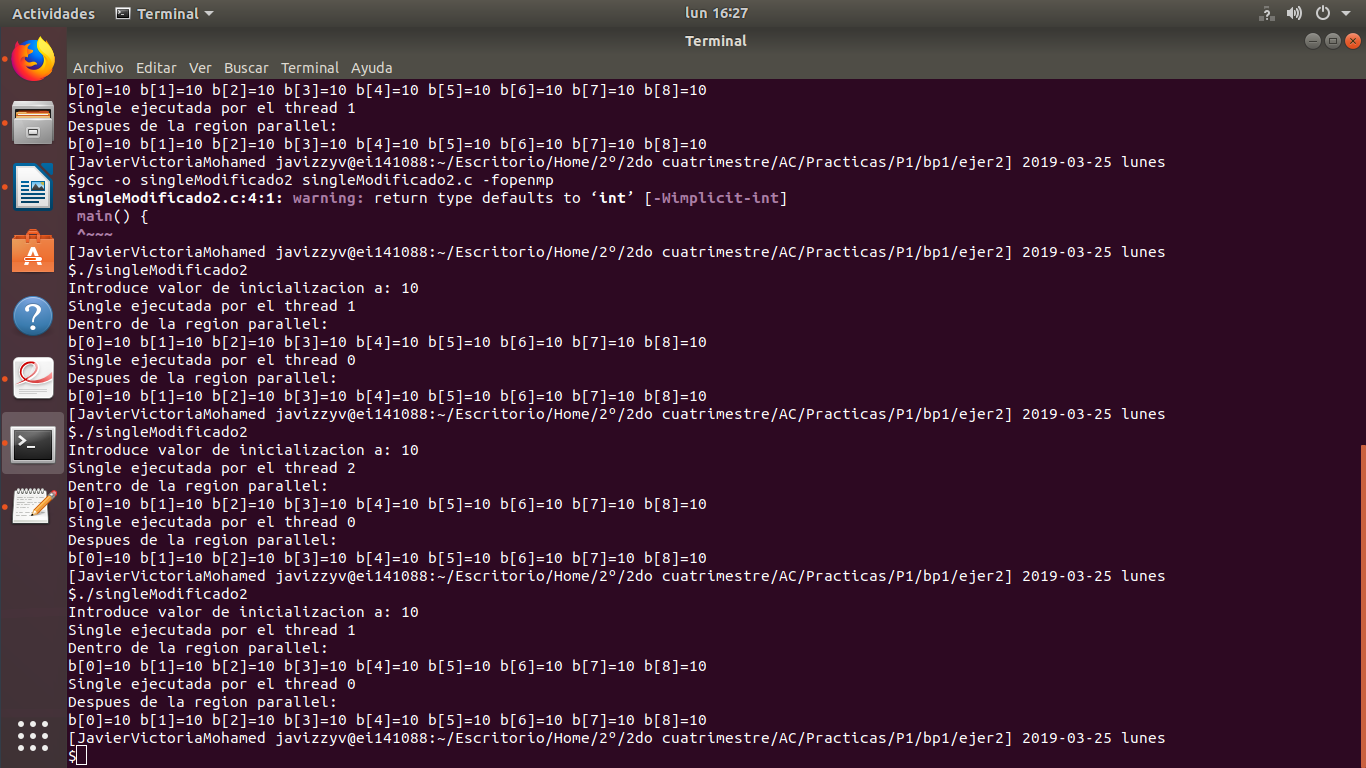 Actividades Terminal lun 16:27
Terminal
Archivo Editar Ver Buscar Terminal Ayuda
b[0]=10 b[1]=10 b[2]=10 b[3]=10 b[4]=10 b[5]=10 b[6]=10 b[7]=10 b[8]=10
Single ejecutada por el thread 1
Despues de la region parallel:
b[0]=10 b[1]=10 b[2]=10 b[3]=10 b[4]=10 b[5]=10 b[6]=10 b[7]=10 b[8]=10
[JavierVictoriaMohamed javizzyv@ei141088:~/Escritorio/Home/2º/2do cuatrimestre/AC/Practicas/P1/bp1/ejer2] 2019-03-25 lunes
$gcc -o singleModificado2 singleModificado2.c -fopenmp
singleModificado2.c:4:1: warning: return type defaults to ‘int’ [-Wimplicit-int]
 main() {
 ^~~~
[JavierVictoriaMohamed javizzyv@ei141088:~/Escritorio/Home/2º/2do cuatrimestre/AC/Practicas/P1/bp1/ejer2] 2019-03-25 lunes
$./singleModificado2
Introduce valor de inicializacion a: 10
Single ejecutada por el thread 1
Dentro de la region parallel:
b[0]=10 b[1]=10 b[2]=10 b[3]=10 b[4]=10 b[5]=10 b[6]=10 b[7]=10 b[8]=10
Single ejecutada por el thread 0
Despues de la region parallel:
b[0]=10 b[1]=10 b[2]=10 b[3]=10 b[4]=10 b[5]=10 b[6]=10 b[7]=10 b[8]=10
[JavierVictoriaMohamed javizzyv@ei141088:~/Escritorio/Home/2º/2do cuatrimestre/AC/Practicas/P1/bp1/ejer2] 2019-03-25 lunes
$./singleModificado2
Introduce valor de inicializacion a: 10
Single ejecutada por el thread 2
Dentro de la region parallel:
b[0]=10 b[1]=10 b[2]=10 b[3]=10 b[4]=10 b[5]=10 b[6]=10 b[7]=10 b[8]=10
Single ejecutada por el thread 0
Despues de la region parallel:
b[0]=10 b[1]=10 b[2]=10 b[3]=10 b[4]=10 b[5]=10 b[6]=10 b[7]=10 b[8]=10
[JavierVictoriaMohamed javizzyv@ei141088:~/Escritorio/Home/2º/2do cuatrimestre/AC/Practicas/P1/bp1/ejer2] 2019-03-25 lunes
$./singleModificado2
Introduce valor de inicializacion a: 10
Single ejecutada por el thread 1
Dentro de la region parallel:
b[0]=10 b[1]=10 b[2]=10 b[3]=10 b[4]=10 b[5]=10 b[6]=10 b[7]=10 b[8]=10
Single ejecutada por el thread 0
Despues de la region parallel:
b[0]=10 b[1]=10 b[2]=10 b[3]=10 b[4]=10 b[5]=10 b[6]=10 b[7]=10 b[8]=10
[JavierVictoriaMohamed javizzyv@ei141088:~/Escritorio/Home/2º/2do cuatrimestre/AC/Practicas/P1/bp1/ejer2] 2019-03-25 lunes
$